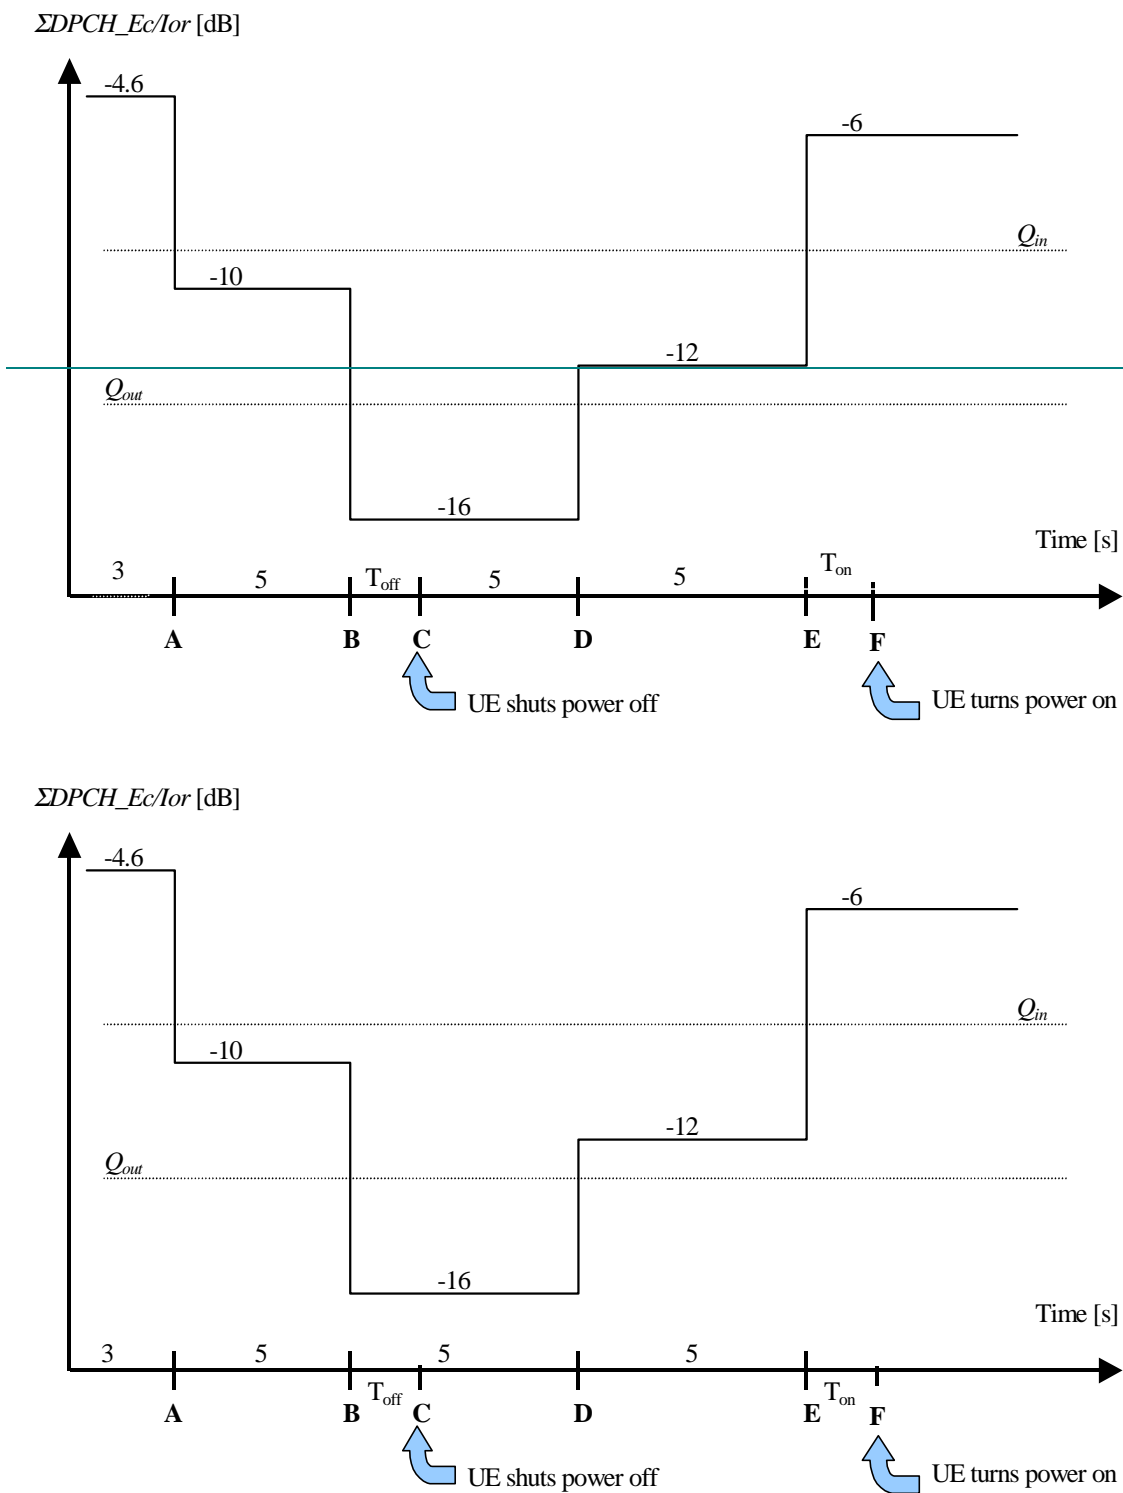 ΣDPCH_Ec/Ior [dB]
-4.6
-6
Qin
-10
-12
Qout
-16
Time [s]
3 5 Toff 5 5 Ton
A B C D E F
UE shuts power off UE turns power on
ΣDPCH_Ec/Ior [dB]
-4.6
-6
Qin
-10
-12
Qout
-16
Time [s]
3 5 5 5
Toff Ton
A B C D E F
UE shuts power off UE turns power on